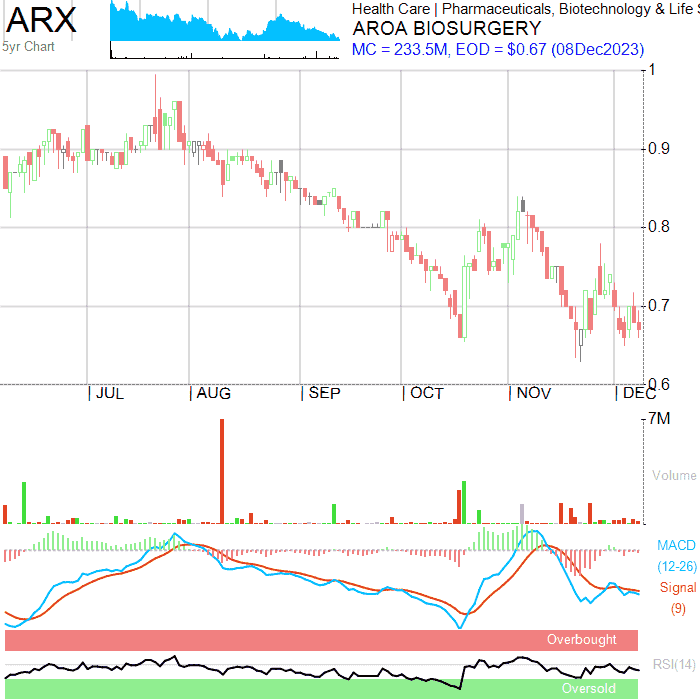 ARX
5yr Chart
Health Care | Pharmaceuticals, Biotechnology & Life S
AROA BIOSURGERY
MC = 233.5M, EOD = $0.67 (08Dec2023)
1
0.9
0.8
0.7
0.6
JUL AUG SEP OCT NOV DEC
7M
Volume
MACD
(12-26)
Signal
(9)
Overbought
RSI(14)
Oversold